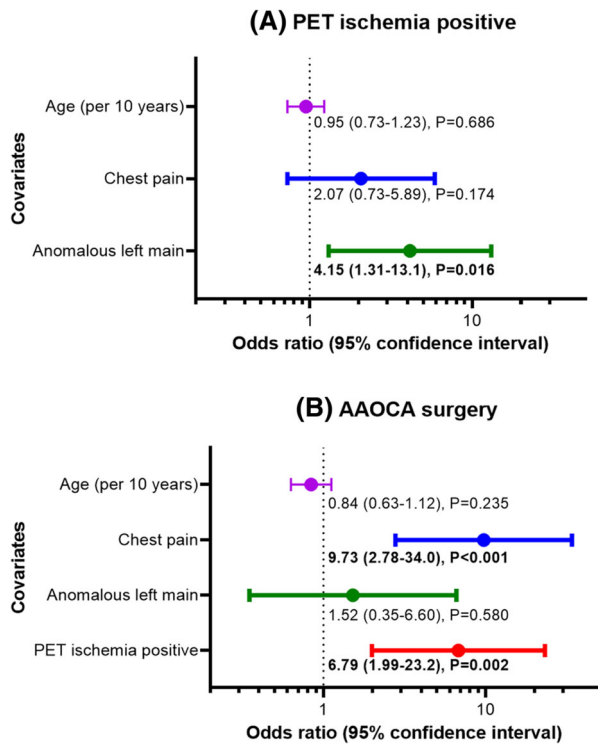 (A) PET ischemia positive
Covariates
Age (per 10 years)
0.95 (0.73-1.23), P=0.686
Chest pain
2.07 (0.73-5.89), P=0.174
Anomalous left main
4.15 (1.31-13.1), P=0.016
1 10
Odds ratio (95% confidence interval)
(B) AAOCA surgery
Covariates
Age (per 10 years)
0.84 (0.63-1.12), P=0.235
Chest pain
9.73 (2.78-34.0), P<0.001
Anomalous left main
1.52 (0.35-6.60), P=0.580
PET ischemia positive
6.79 (1.99-23.2), P=0.002
1 10
Odds ratio (95% confidence interval)